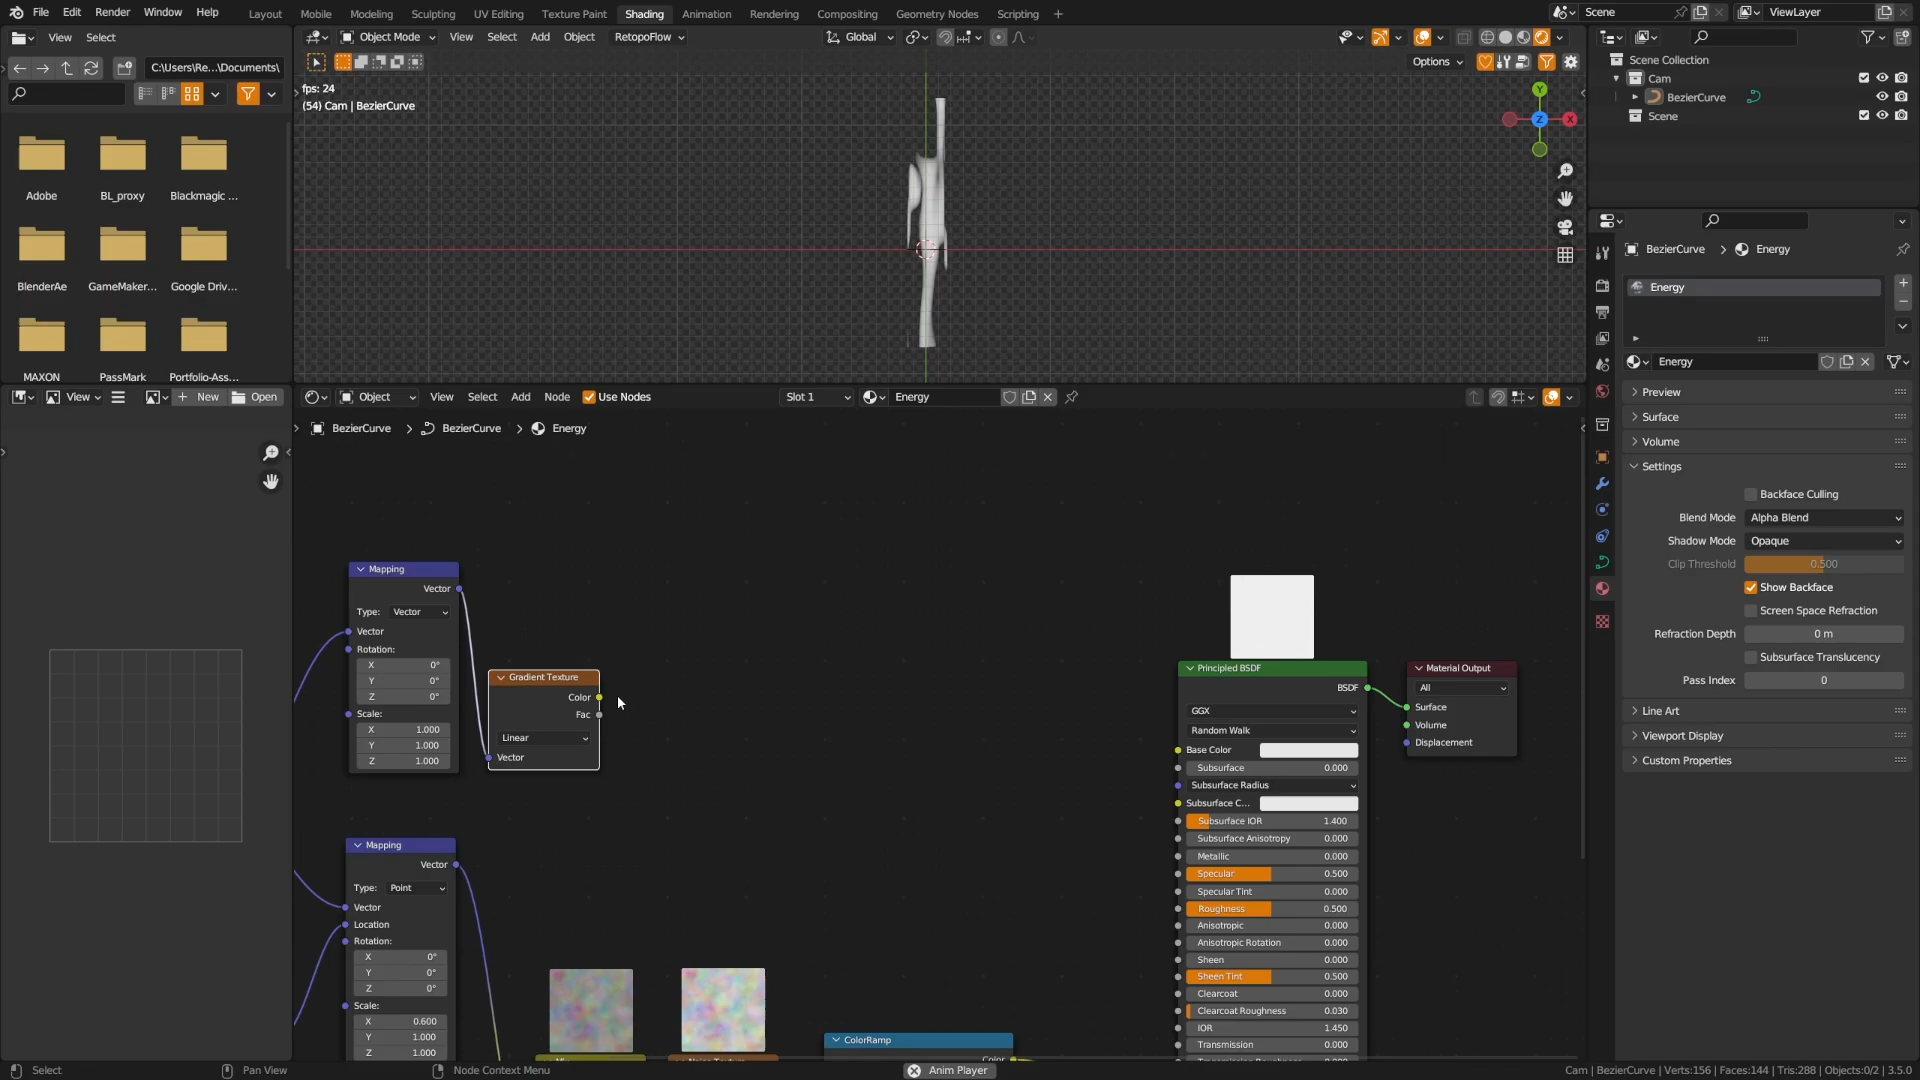 File Edit Render Window Help Layout Mobile Modeling Sculpting UV Editing Texture Paint Shading Animation Rendering Compositing Geometry Nodes Scripting + Scene ViewLayer
View Select
Object Mode View Select Add Object RetopoFlow Global
C:\Users\Re...\Documents\
Options
fps: 24
(54) Cam | BezierCurve
Y
Z
X
Adobe BL_proxy Blackmagic ...
BlenderAe GameMaker... Google Driv...
MAXON PassMark Portfolio-Ass...
Scene Collection
Cam
BezierCurve
Scene
BezierCurve > Energy
Energy
Energy
Preview
Surface
Volume
Settings
Backface Culling
Blend Mode Alpha Blend
Shadow Mode Opaque
Clip Threshold 0.500
Show Backface
Screen Space Refraction
Refraction Depth 0 m
Subsurface Translucency
Pass Index 0
Line Art
Viewport Display
Custom Properties
View + New Open
Object View Select Add Node Use Nodes Slot 1 Energy
BezierCurve > BezierCurve > Energy
Mapping
Vector
Type: Vector
Vector
Rotation:
X 0°
Y 0°
Z 0°
Scale:
X 1.000
Y 1.000
Z 1.000
Gradient Texture
Color
Fac
Linear
Vector
Mapping
Vector
Type: Point
Vector
Location
Rotation:
X 0°
Y 0°
Z 0°
Scale:
X 0.600
Y 1.000
Z 1.000
ColorRamp
Color
Principled BSDF
BSDF
GGX
Random Walk
Base Color
Subsurface 0.000
Subsurface Radius
Subsurface C...
Subsurface IOR 1.400
Subsurface Anisotropy 0.000
Metallic 0.000
Specular 0.500
Specular Tint 0.000
Roughness 0.500
Anisotropic 0.000
Anisotropic Rotation 0.000
Sheen 0.000
Sheen Tint 0.500
Clearcoat 0.000
Clearcoat Roughness 0.030
IOR 1.450
Transmission 0.000
Material Output
All
Surface
Volume
Displacement
Select Pan View Node Context Menu Anim Player Cam | BezierCurve | Verts:156 | Faces:144 | Tris:288 | Objects:0/2 | 3.5.0